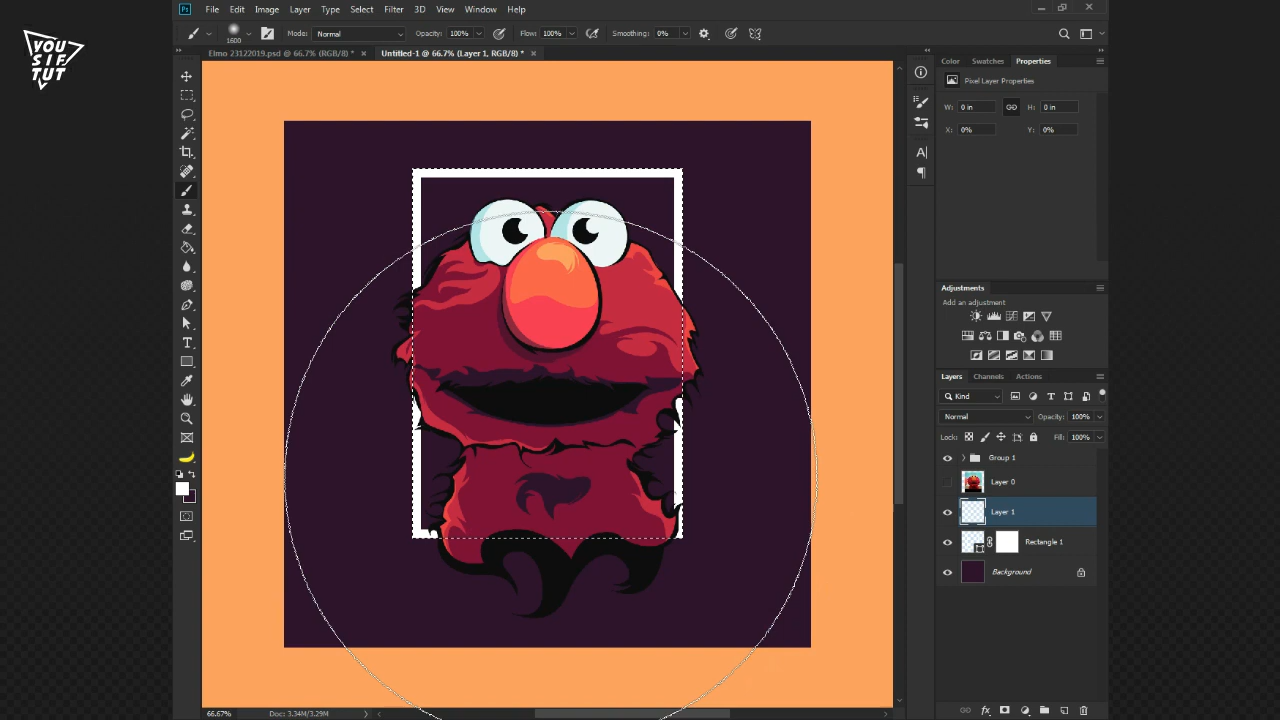 YOU
SIF
TUT
Ps File Edit Image Layer Type Select Filter 3D View Window Help
1600 Mode: Normal Opacity: 100% Flow: 100% Smoothing: 0%
Elmo 23122019.psd @ 66.7% (RGB/8) * × Untitled-1 @ 66.7% (Layer 1, RGB/8) * ×
Color Swatches Properties
Pixel Layer Properties
W: 0 in H: 0 in
X: 0% Y: 0%
Adjustments
Add an adjustment
Layers Channels Actions
Kind
Normal Opacity: 100%
Lock: Fill: 100%
Group 1
Layer 0
Layer 1
Rectangle 1
Background
66.67% Doc: 3.34M/3.29M